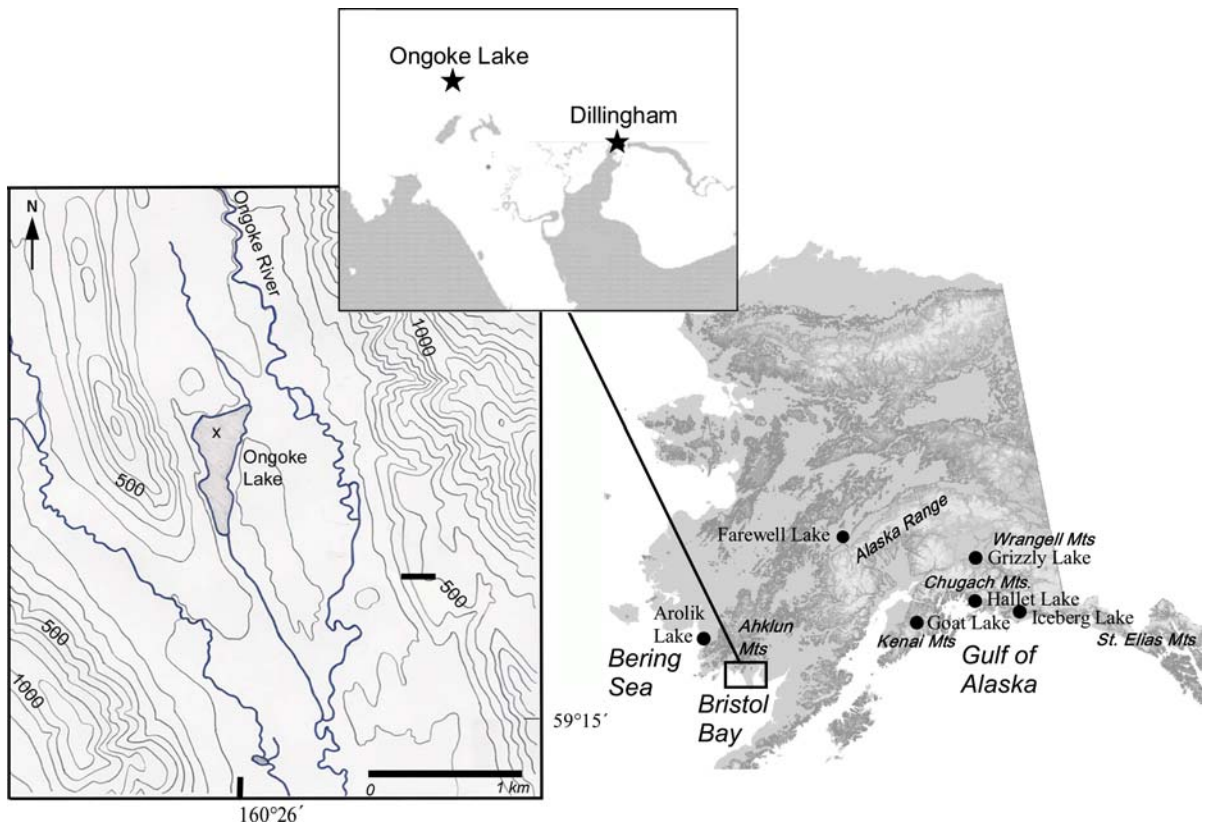 Ongoke Lake
Dillingham
N
Ongoke River
1000
Ongoke
Lake
500
500
500
1000
59°15´
0
1 km
160°26´
Farewell Lake
Alaska Range
Wrangell Mts
Grizzly Lake
Chugach Mts.
Hallet Lake
Iceberg Lake
Goat Lake
Kenai Mts
St. Elias Mts
Arolik
Lake
Ahklun
Mts
Bering
Sea
Bristol
Bay
Gulf of
Alaska
x